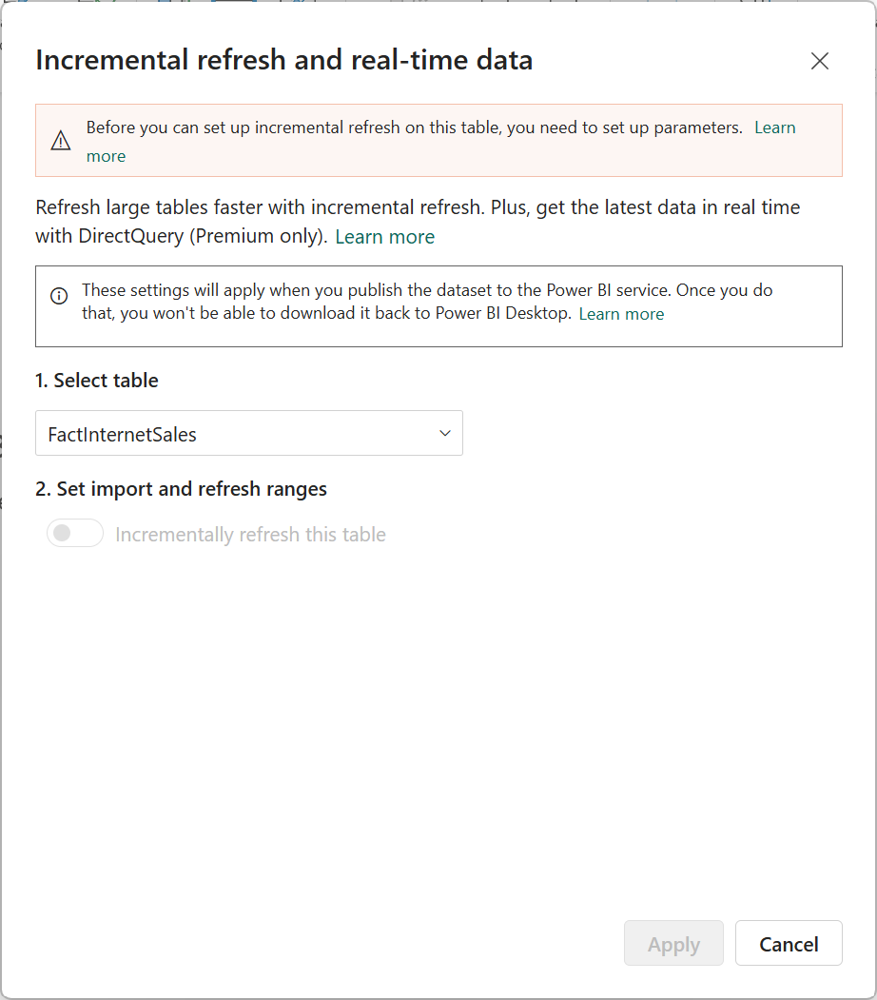 Incremental refresh and real-time data
Before you can set up incremental refresh on this table, you need to set up parameters. Learn
more
Refresh large tables faster with incremental refresh. Plus, get the latest data in real time
with DirectQuery (Premium only). Learn more
These settings will apply when you publish the dataset to the Power BI service. Once you do
that, you won't be able to download it back to Power BI Desktop. Learn more
1. Select table
FactInternetSales
2. Set import and refresh ranges
Incrementally refresh this table
Apply
Cancel